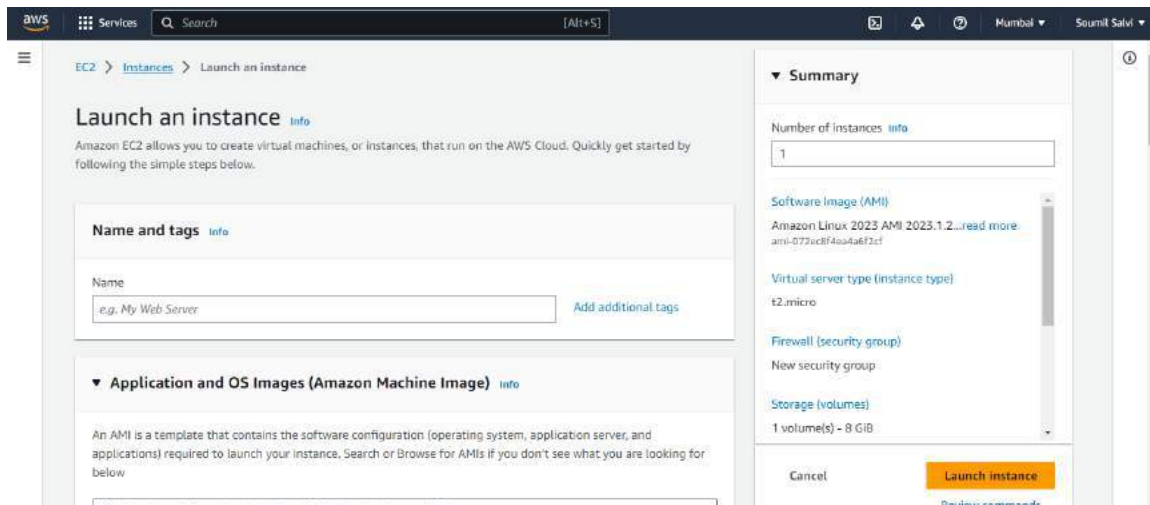 aws
Services
Search
[Alt+S]
Mumbai
Soumil Salvi
EC2 > Instances > Launch an instance
Launch an instance Info
Amazon EC2 allows you to create virtual machines, or instances, that run on the AWS Cloud. Quickly get started by
following the simple steps below.
Name and tags Info
Name
e.g. My Web Server
Add additional tags
Application and OS Images (Amazon Machine Image) Info
An AMI is a template that contains the software configuration (operating system, application server, and
applications) required to launch your instance. Search or Browse for AMIs if you don't see what you are looking for
below
Summary
Number of instances Info
1
Software Image (AMI)
Amazon Linux 2023 AMI 2023.1.2...read more
Virtual server type (instance type)
t2.micro
Firewall (security group)
New security group
Storage (volumes)
1 volume(s) - 8 GiB
Cancel
Launch instance
Review commands